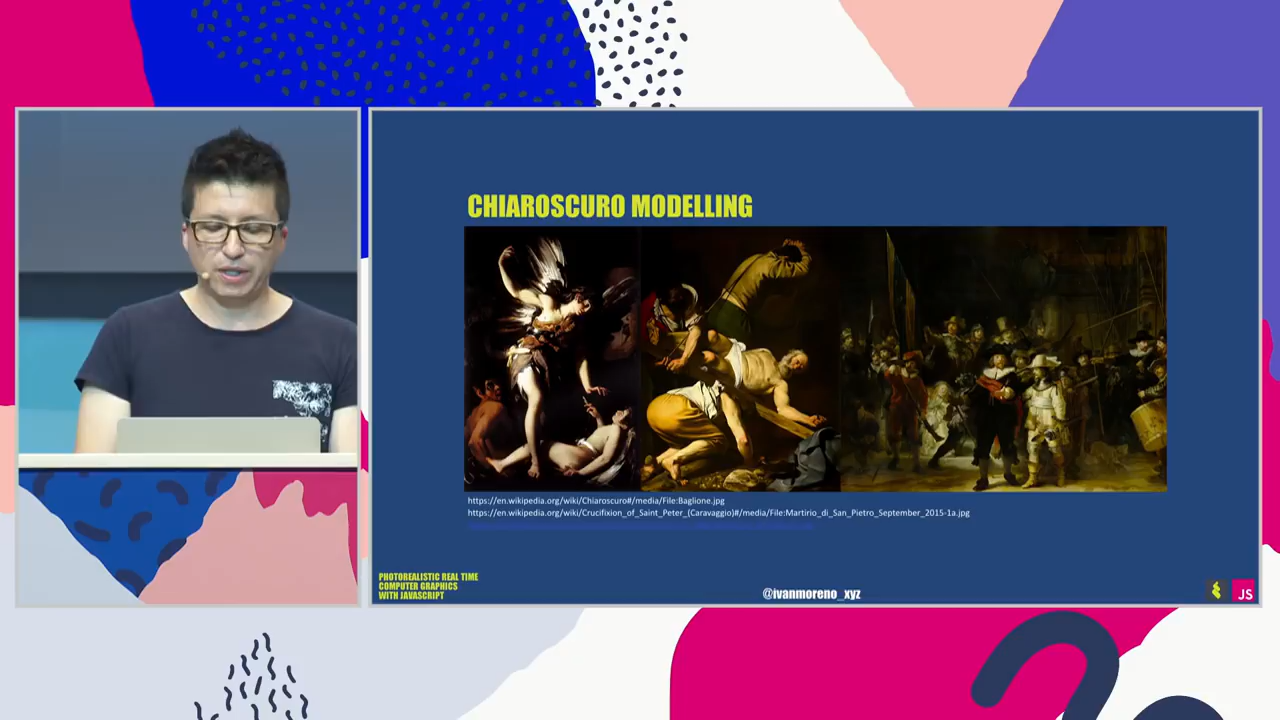 CHIAROSCURO MODELLING
https://en.wikipedia.org/wiki/Chiaroscuro#/media/File:Baglione.jpg
https://en.wikipedia.org/wiki/Crucifixion_of_Saint_Peter_(Caravaggio)#/media/File:Martirio_di_San_Pietro_September_2015-1a.jpg
PHOTOREALISTIC REAL TIME
COMPUTER GRAPHICS
WITH JAVASCRIPT
@ivanmoreno_xyz
JS